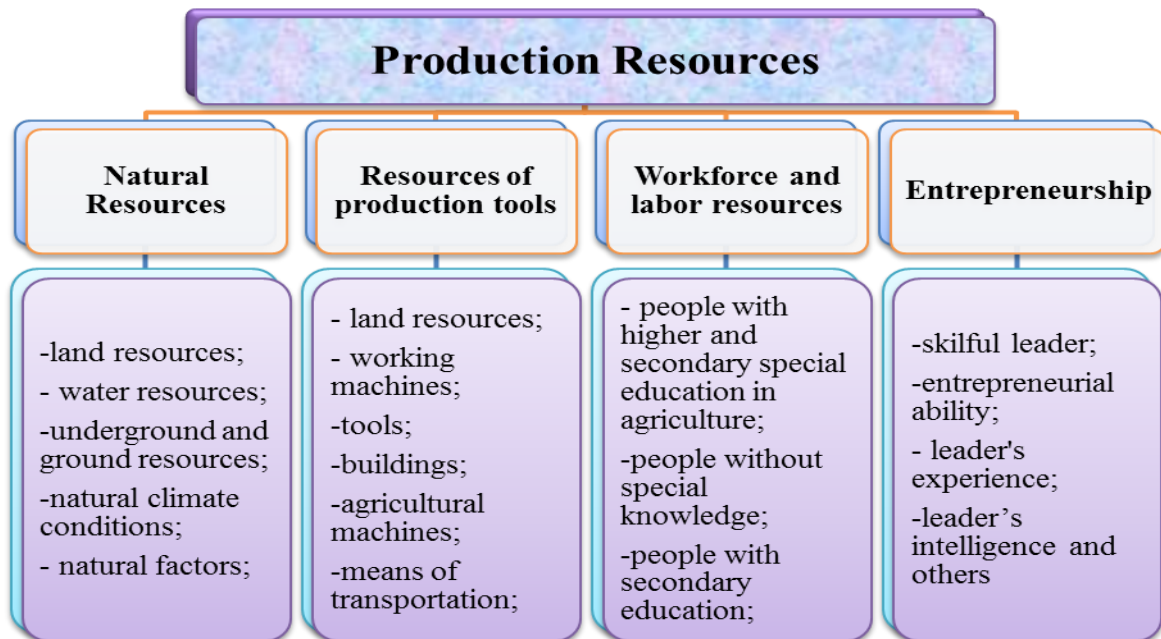 Production Resources
Natural
Resources
-land resources;
- water resources;
-underground and
ground resources;
-natural climate
conditions;
- natural factors;
Resources of
production tools
- land resources;
- working
machines;
-tools;
-buildings;
-agricultural
machines;
-means of
transportation;
Workforce and
labor resources
- people with
higher and
secondary special
education in
agriculture;
-people without
special
knowledge;
-people with
secondary
education;
Entrepreneurship
-skilful leader;
-entrepreneurial
ability;
- leader's
experience;
-leader’s
intelligence and
others